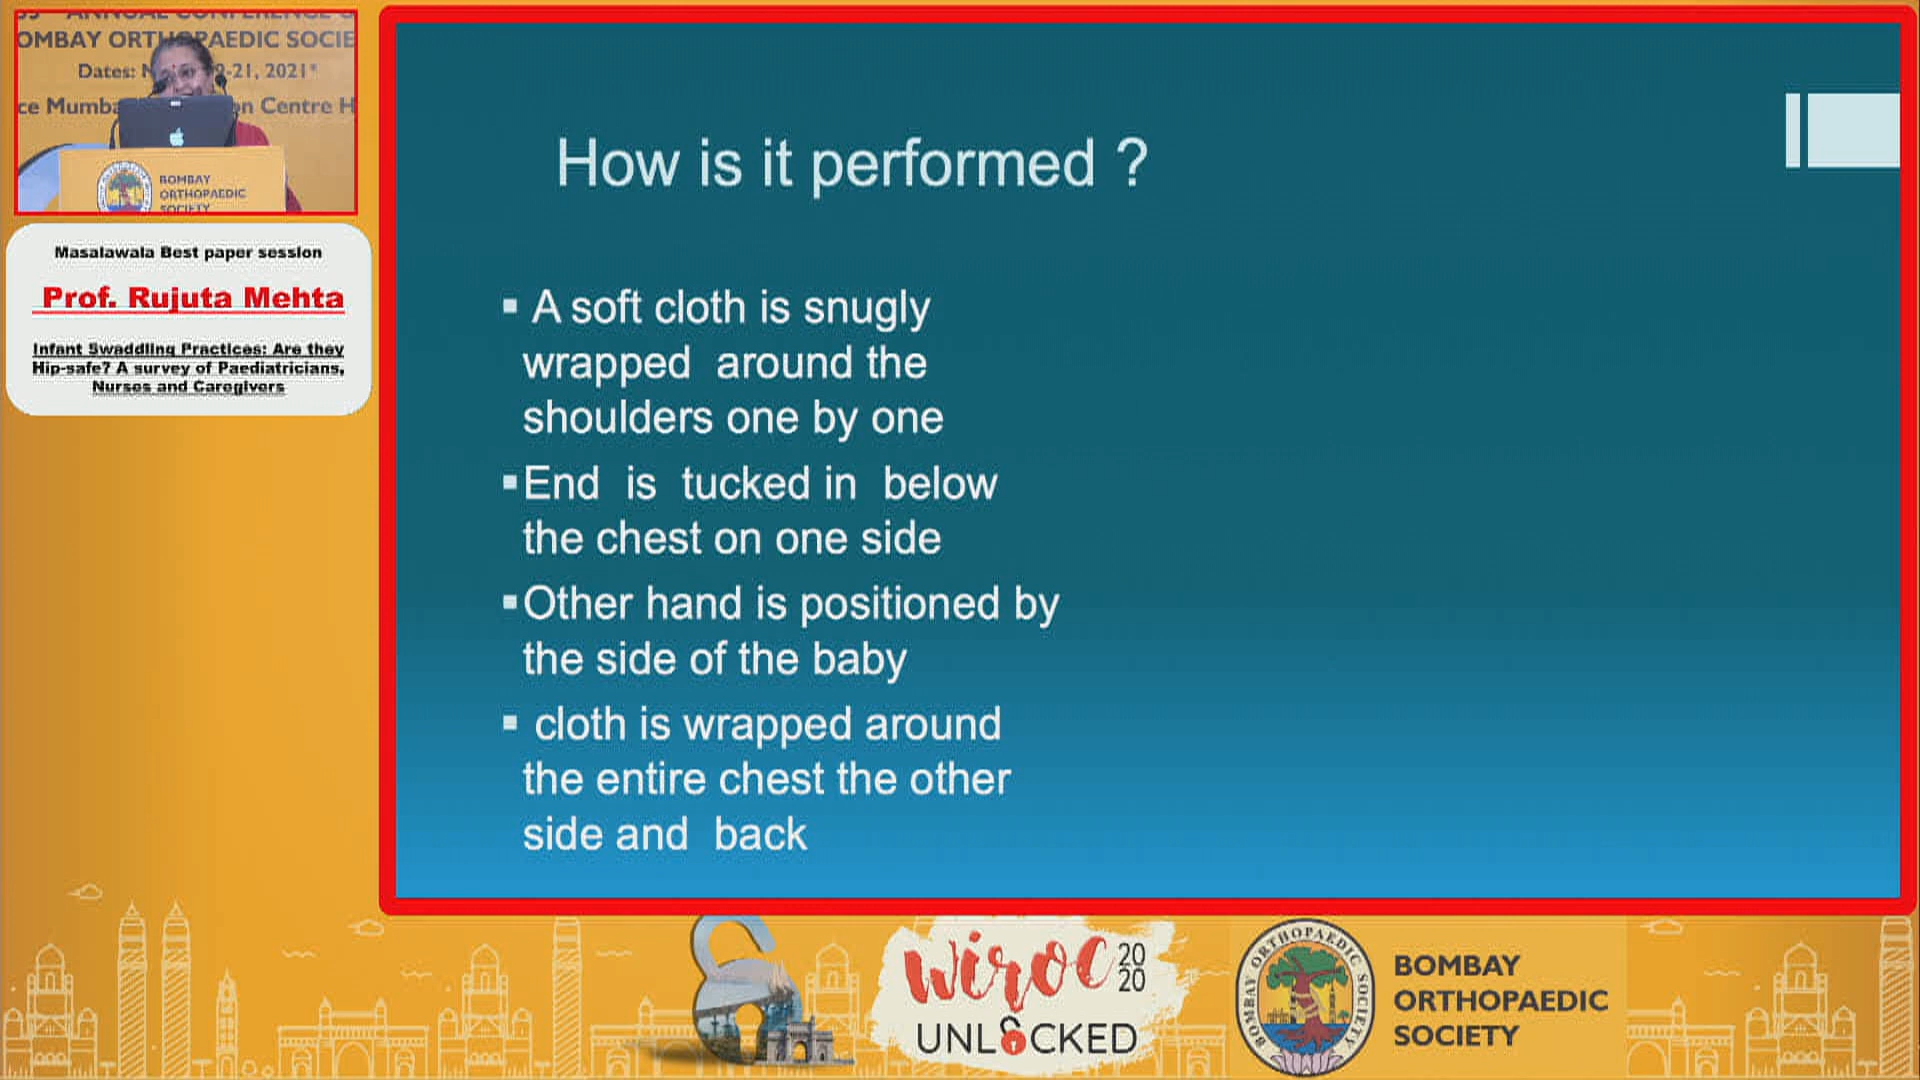 ANNUAL CONFERENCE
OMBAY ORTHOPAEDIC SOCIE
Dates: N 9-21, 2021*
ce Mumba on Centre H
BOMBAY
ORTHOPAEDIC
SOCIETY
Masalawala Best paper session
Prof. Rujuta Mehta
Infant Swaddling Practices: Are they
Hip-safe? A survey of Paediatricians,
Nurses and Caregivers
How is it performed ?
▪ A soft cloth is snugly
wrapped around the
shoulders one by one
▪ End is tucked in below
the chest on one side
▪ Other hand is positioned by
the side of the baby
▪ cloth is wrapped around
the entire chest the other
side and back
WIROC 20
20
UNLOCKED
BOMBAY ORTHOPAEDIC SOCIETY
BOMBAY
ORTHOPAEDIC
SOCIETY